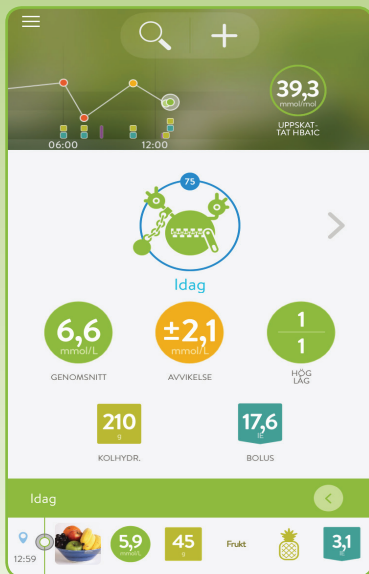 39,3
mmol/mol
UPPSKAT-
TAT HBA1C
06:00 12:00
75
Idag
6,6
mmol/L
GENOMSNITT
±2,1
mmol/L
AVVIKELSE
1
1
HÖG
LÅG
210
g
KOLHYDR.
17,6
IE
BOLUS
Idag
12:59
5,9
mmol/L
45
g
Frukt
3,1
IE